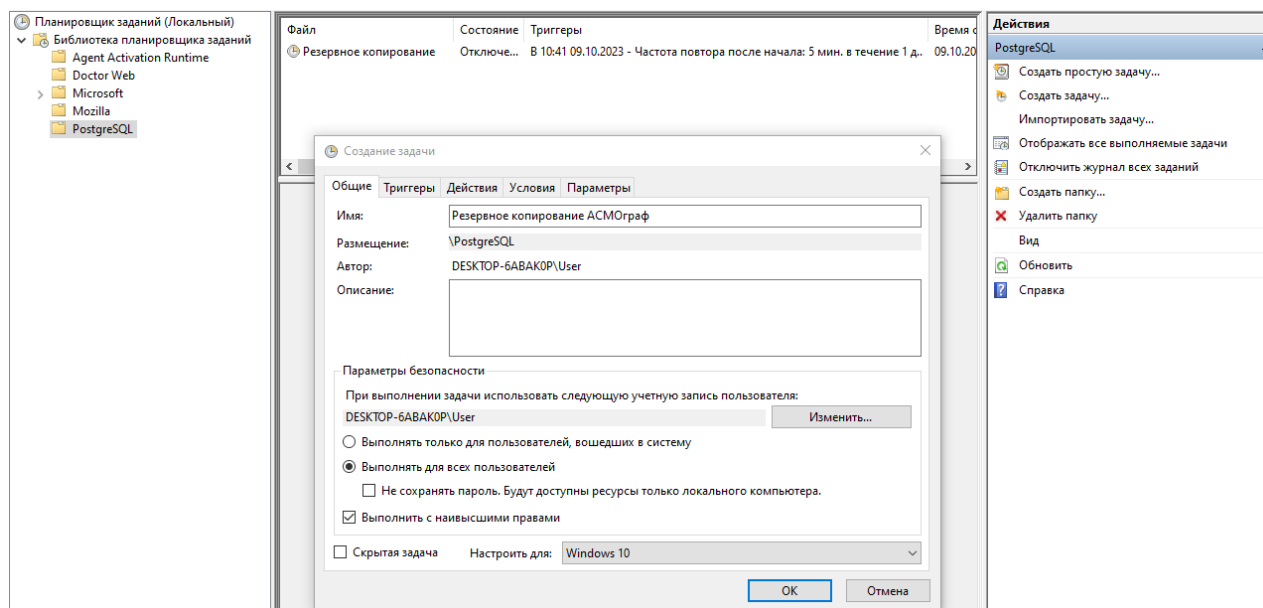 Планировщик заданий (Локальный)
Библиотека планировщика заданий
Agent Activation Runtime
Doctor Web
Microsoft
Mozilla
PostgreSQL
Файл Состояние Триггеры Время
Резервное копирование Отключе... В 10:41 09.10.2023 - Частота повтора после начала: 5 мин. в течение 1 д.. 09.10.20
Создание задачи
Общие Триггеры Действия Условия Параметры
Имя: Резервное копирование АСМОграф
Размещение: \PostgreSQL
Автор: DESKTOP-6ABAK0P\User
Описание:
Параметры безопасности
При выполнении задачи использовать следующую учетную запись пользователя:
DESKTOP-6ABAK0P\User Изменить...
Выполнять только для пользователей, вошедших в систему
Выполнять для всех пользователей
Не сохранять пароль. Будут доступны ресурсы только локального компьютера.
Выполнить с наивысшими правами
Скрытая задача Настроить для: Windows 10
OK Отмена
Действия
PostgreSQL
Создать простую задачу...
Создать задачу...
Импортировать задачу...
Отображать все выполняемые задачи
Отключить журнал всех заданий
Создать папку...
Удалить папку
Вид
Обновить
Справка